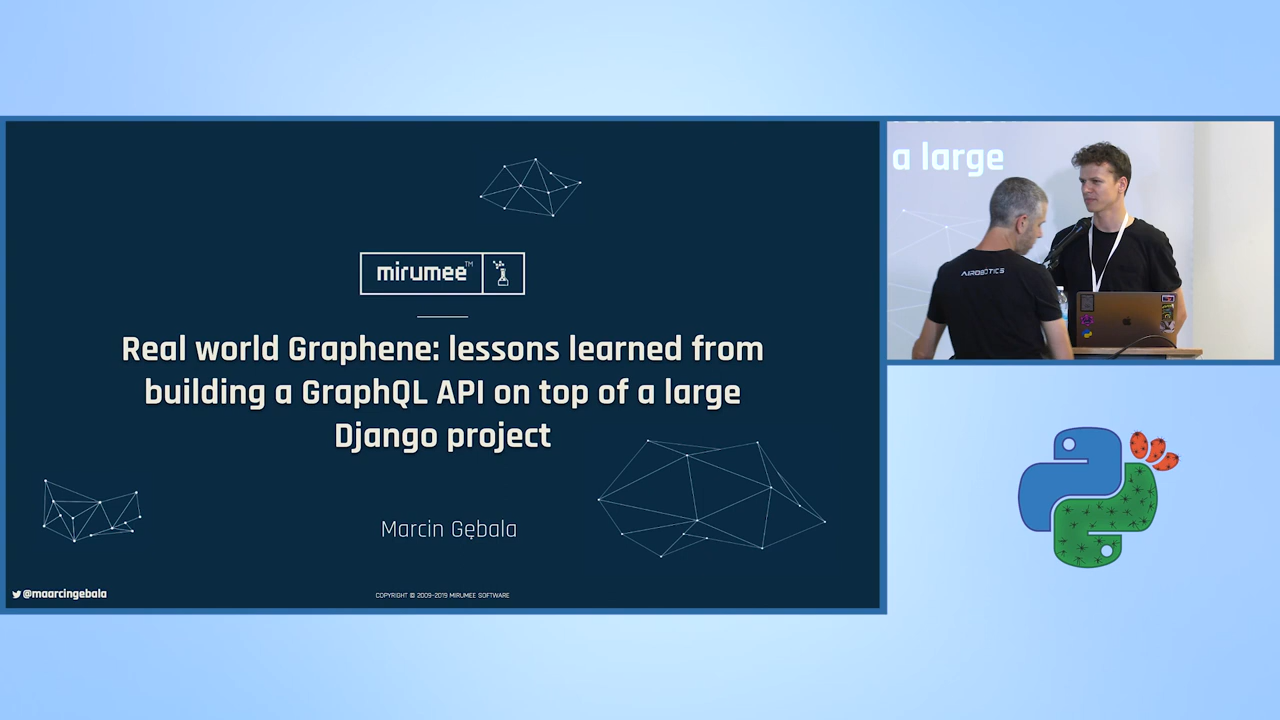 mirumee™
Real world Graphene: lessons learned from
building a GraphQL API on top of a large
Django project
Marcin Gębala
@maarcingebala
COPYRIGHT © 2009-2019 MIRUMEE SOFTWARE
a large
AIROBOTICS